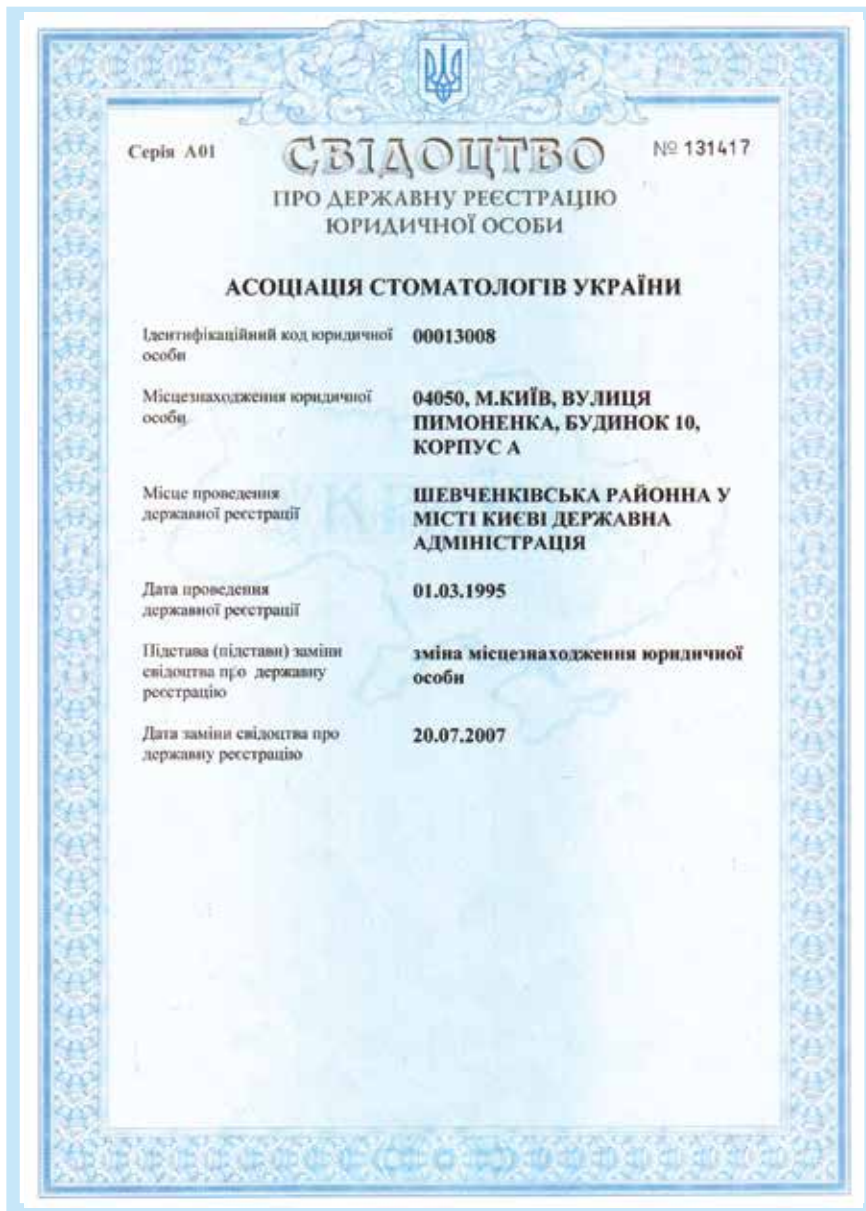 Серія А01
СВІДОЦТВО
№ 131417
ПРО ДЕРЖАВНУ РЕЄСТРАЦІЮ
ЮРИДИЧНОЇ ОСОБИ
АСОЦІАЦІЯ СТОМАТОЛОГІВ УКРАЇНИ
Ідентифікаційний код юридичної
особи
00013008
Місцезнаходження юридичної
особи
04050, М.КИЇВ, ВУЛИЦЯ
ПИМОНЕНКА, БУДИНОК 10,
КОРПУС А
Місце проведення
державної реєстрації
ШЕВЧЕНКІВСЬКА РАЙОННА У
МІСТІ КИЄВІ ДЕРЖАВНА
АДМІНІСТРАЦІЯ
Дата проведення
державної реєстрації
01.03.1995
Підстава (підстави) заміни
свідоцтва про державну
реєстрацію
зміна місцезнаходження юридичної
особи
Дата заміни свідоцтва про
державну реєстрацію
20.07.2007